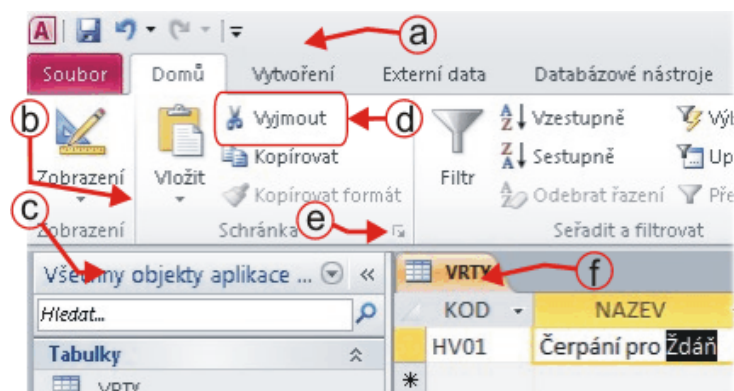 A
a
Soubor Domů Vytvoření Externí data Databázové nástroje
b
Zobrazení
Vložit
Vyjmout
d
Kopírovat
Kopírovat formát
Filtr
Vzestupně
Sestupně
Odebrat řazení
c
Zobrazení Schránka e Seřadit a filtrovat
Všechny objekty aplikace ... «
VRTY
f
Hledat...
KOD NAZEV
Tabulky
HV01 Čerpání pro Ždáň
VRTY
*